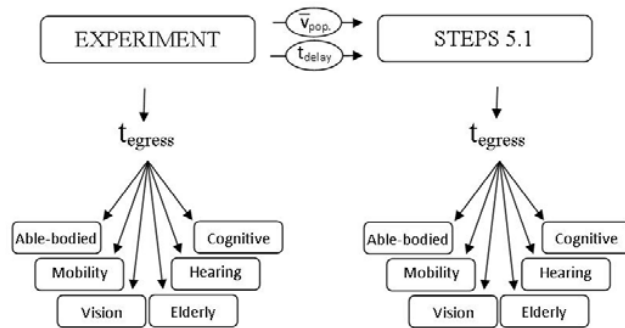 EXPERIMENT
v̅pop.
tdelay
STEPS 5.1
tegress
tegress
Able-bodied
Cognitive
Mobility
Hearing
Vision
Elderly
Able-bodied
Cognitive
Mobility
Hearing
Vision
Elderly